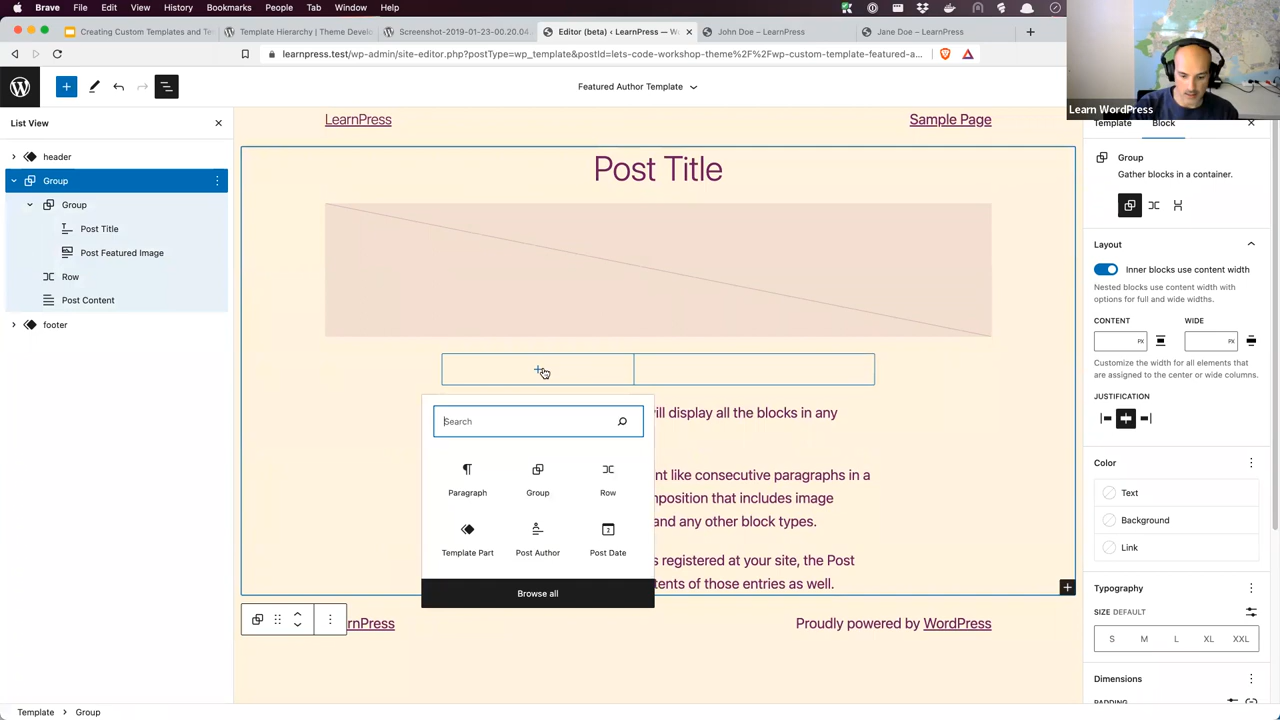 View
History
Bookmarks
People
Tab
Window
Help
Creating Custom Templates and Te
Template Hierarchy | Theme Devel
Screenshot-2019-01-23-00.20.04
Editor (beta) ‹ LearnPress — Wo
John Doe – LearnPress
Jane Doe – LearnPress
learnpress.test/wp-admin/site-editor.php?postType=wp_template&postId=lets-code-workshop-theme%2F%2Fwp-custom-template-featured-a...
Featured Author Template
Learn WordPress
List View
header
Group
Group
Post Title
Post Featured Image
Row
Post Content
footer
LearnPress
Sample Page
Post Title
Search
Paragraph
Group
Row
Template Part
Post Author
Post Date
Browse all
will display all the blocks in any
nt like consecutive paragraphs in a
mposition that includes image
and any other block types.
s registered at your site, the Post
tents of those entries as well.
rnPress
Proudly powered by WordPress
Template
Block
Group
Gather blocks in a container.
Layout
Inner blocks use content width
Nested blocks use content width with
options for full and wide widths.
CONTENT
WIDE
PX
PX
Customize the width for all elements that
are assigned to the center or wide columns.
JUSTIFICATION
Color
Text
Background
Link
Typography
SIZE DEFAULT
S M L XL XXL
Dimensions
PADDING
Template > Group